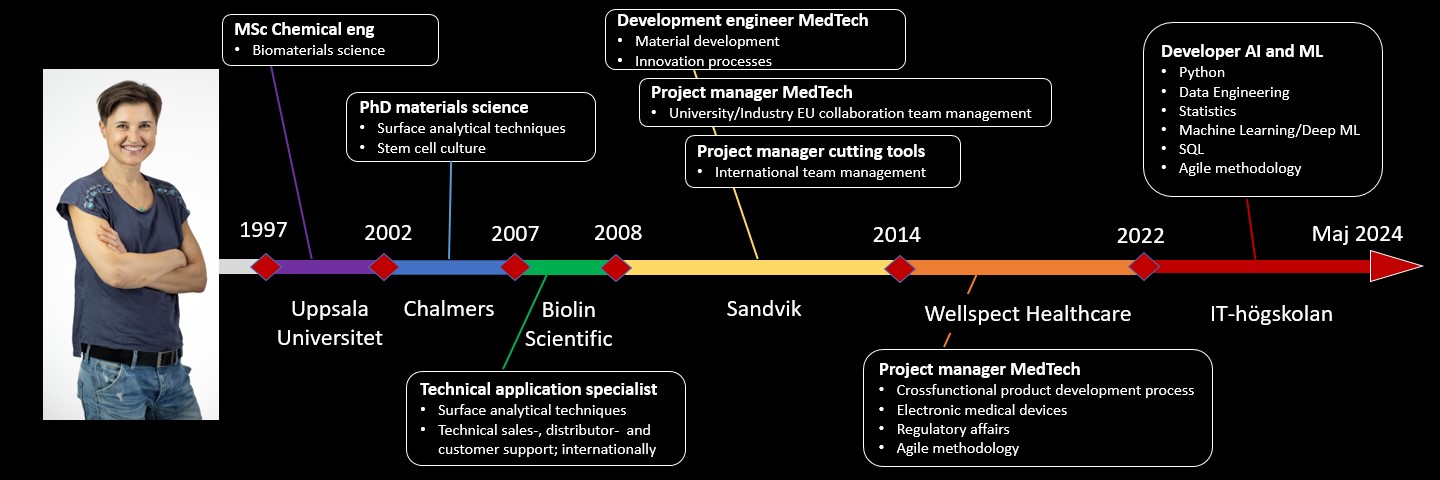 MSc Chemical eng
• Biomaterials science
PhD materials science
• Surface analytical techniques
• Stem cell culture
Development engineer MedTech
• Material development
• Innovation processes
Project manager MedTech
• University/Industry EU collaboration team management
Project manager cutting tools
• International team management
Developer AI and ML
• Python
• Data Engineering
• Statistics
• Machine Learning/Deep ML
• SQL
• Agile methodology
1997
2002
2007
2008
2014
2022
Maj 2024
Uppsala
Universitet
Chalmers
Biolin
Scientific
Sandvik
Wellspect Healthcare
IT-högskolan
Technical application specialist
• Surface analytical techniques
• Technical sales-, distributor- and
customer support; internationally
Project manager MedTech
• Crossfunctional product development process
• Electronic medical devices
• Regulatory affairs
• Agile methodology